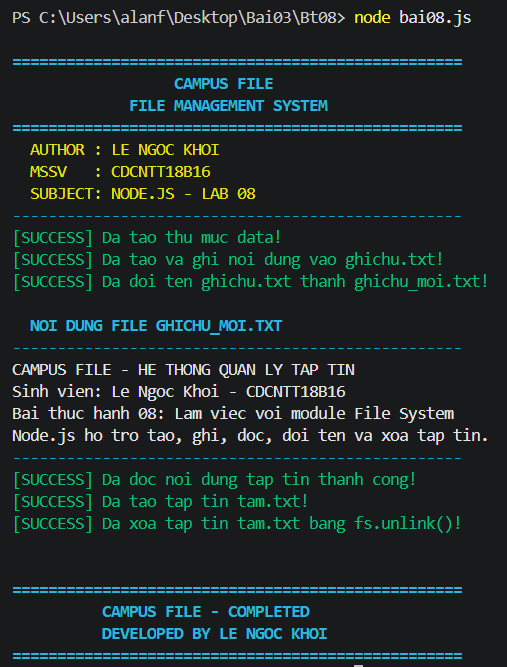 PS C:\Users\alanf\Desktop\Bai03\Bt08> node bai08.js
==================================================
CAMPUS FILE
FILE MANAGEMENT SYSTEM
==================================================
AUTHOR : LE NGOC KHOI
MSSV   : CDCNTT18B16
SUBJECT: NODE.JS - LAB 08
--------------------------------------------------
[SUCCESS] Da tao thu muc data!
[SUCCESS] Da tao va ghi noi dung vao ghichu.txt!
[SUCCESS] Da doi ten ghichu.txt thanh ghichu_moi.txt!
NOI DUNG FILE GHICHU_MOI.TXT
--------------------------------------------------
CAMPUS FILE - HE THONG QUAN LY TAP TIN
Sinh vien: Le Ngoc Khoi - CDCNTT18B16
Bai thuc hanh 08: Lam viec voi module File System
Node.js ho tro tao, ghi, doc, doi ten va xoa tap tin.
--------------------------------------------------
[SUCCESS] Da doc noi dung tap tin thanh cong!
[SUCCESS] Da tao tap tin tam.txt!
[SUCCESS] Da xoa tap tin tam.txt bang fs.unlink()!
==================================================
CAMPUS FILE - COMPLETED
DEVELOPED BY LE NGOC KHOI
==================================================